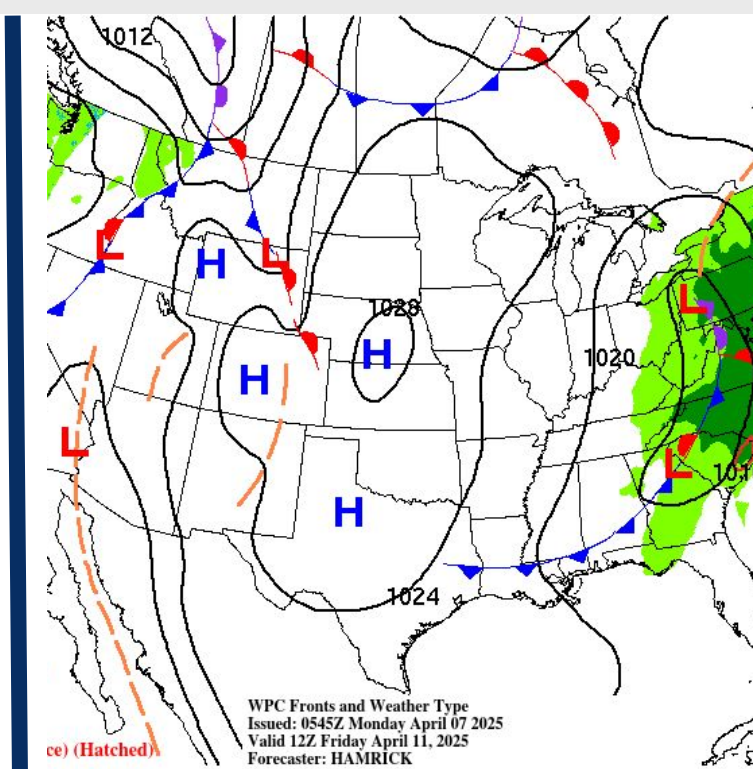 1012
L
H
L
1028
H
H
1020
L
L
L
101
H
1024
WPC Fronts and Weather Type
Issued: 0545Z Monday April 07 2025
Valid 12Z Friday April 11, 2025
ce) (Hatched)
Forecaster: HAMRICK